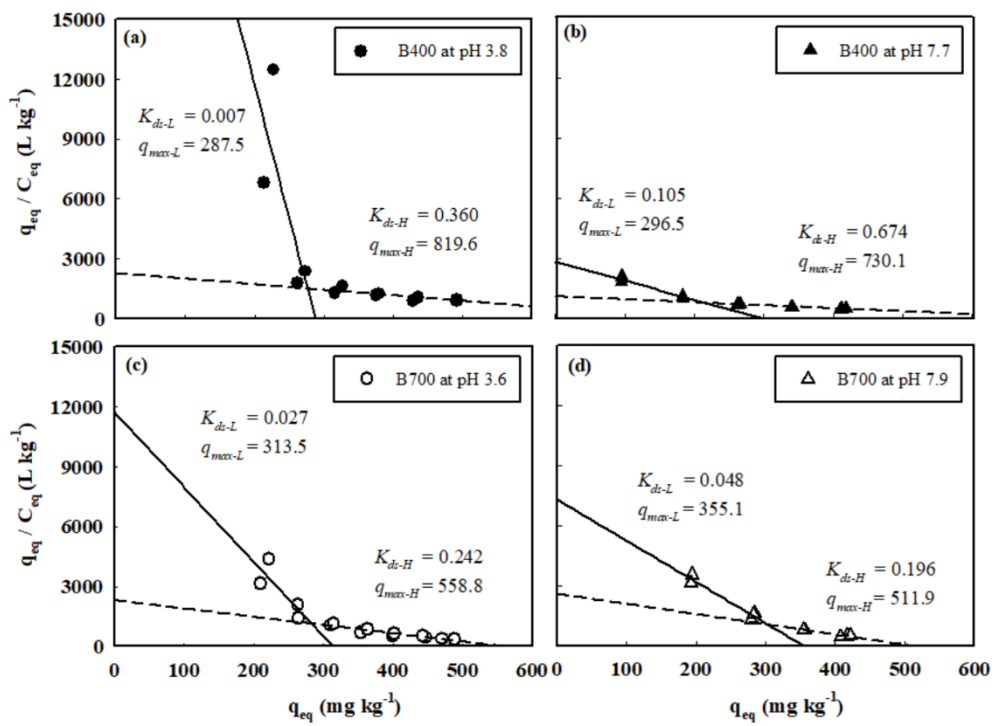 (a)
B400 at pH 3.8
15000
12000
9000
6000
3000
0
q_eq / C_eq (L kg⁻¹)
K_ds-L = 0.007
q_max-L = 287.5
K_ds-H = 0.360
q_max-H = 819.6
(b)
B400 at pH 7.7
K_ds-L = 0.105
q_max-L = 296.5
K_ds-H = 0.674
q_max-H = 730.1
(c)
B700 at pH 3.6
15000
12000
9000
6000
3000
0
q_eq / C_eq (L kg⁻¹)
K_ds-L = 0.027
q_max-L = 313.5
K_ds-H = 0.242
q_max-H = 558.8
0 100 200 300 400 500 600
q_eq (mg kg⁻¹)
(d)
B700 at pH 7.9
K_ds-L = 0.048
q_max-L = 355.1
K_ds-H = 0.196
q_max-H = 511.9
0 100 200 300 400 500 600
q_eq (mg kg⁻¹)